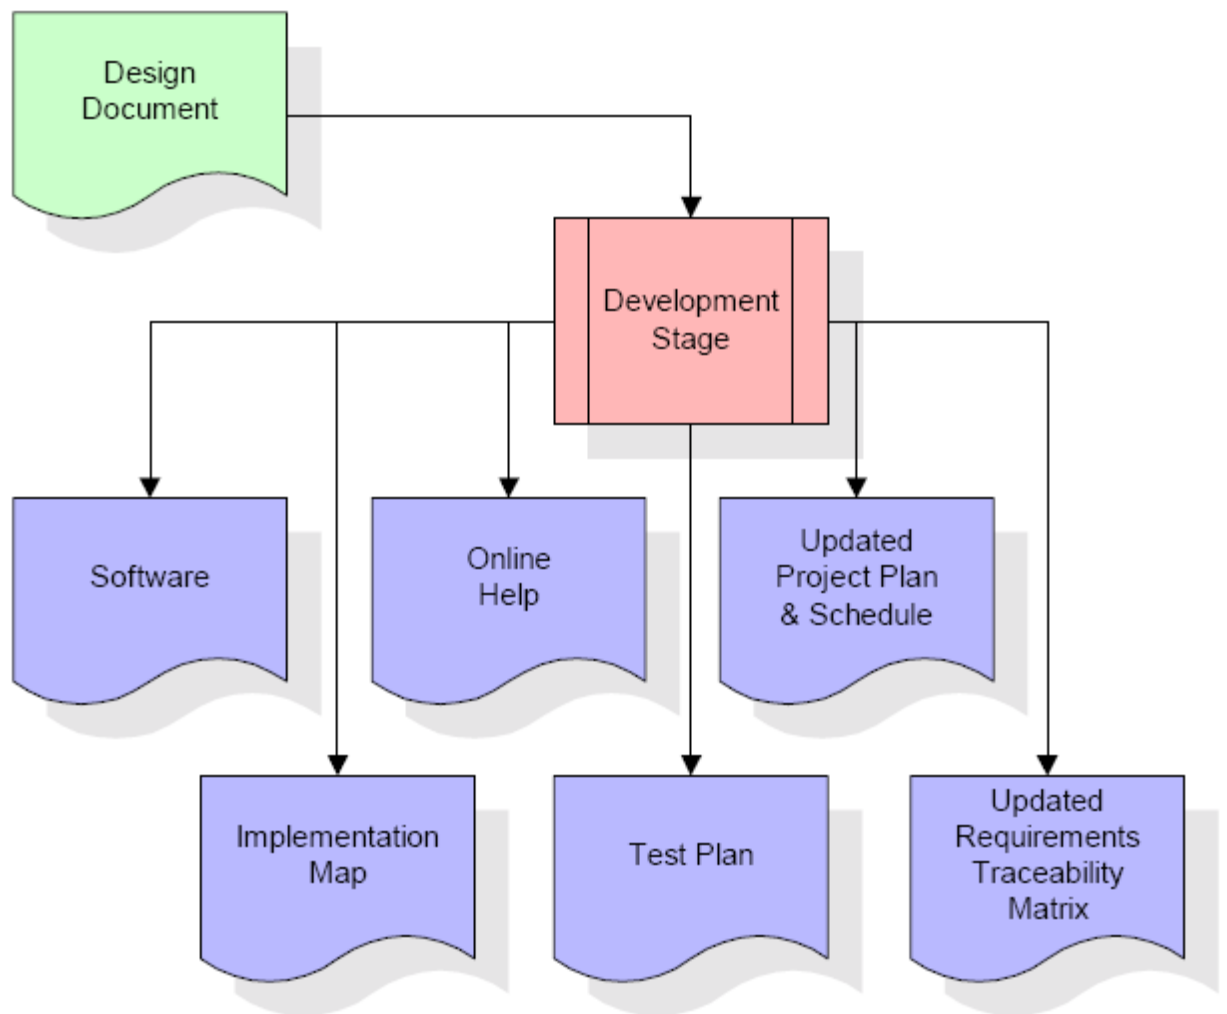 Design
Document
Development
Stage
Software
Online
Help
Updated
Project Plan
& Schedule
Implementation
Map
Test Plan
Updated
Requirements
Traceability
Matrix